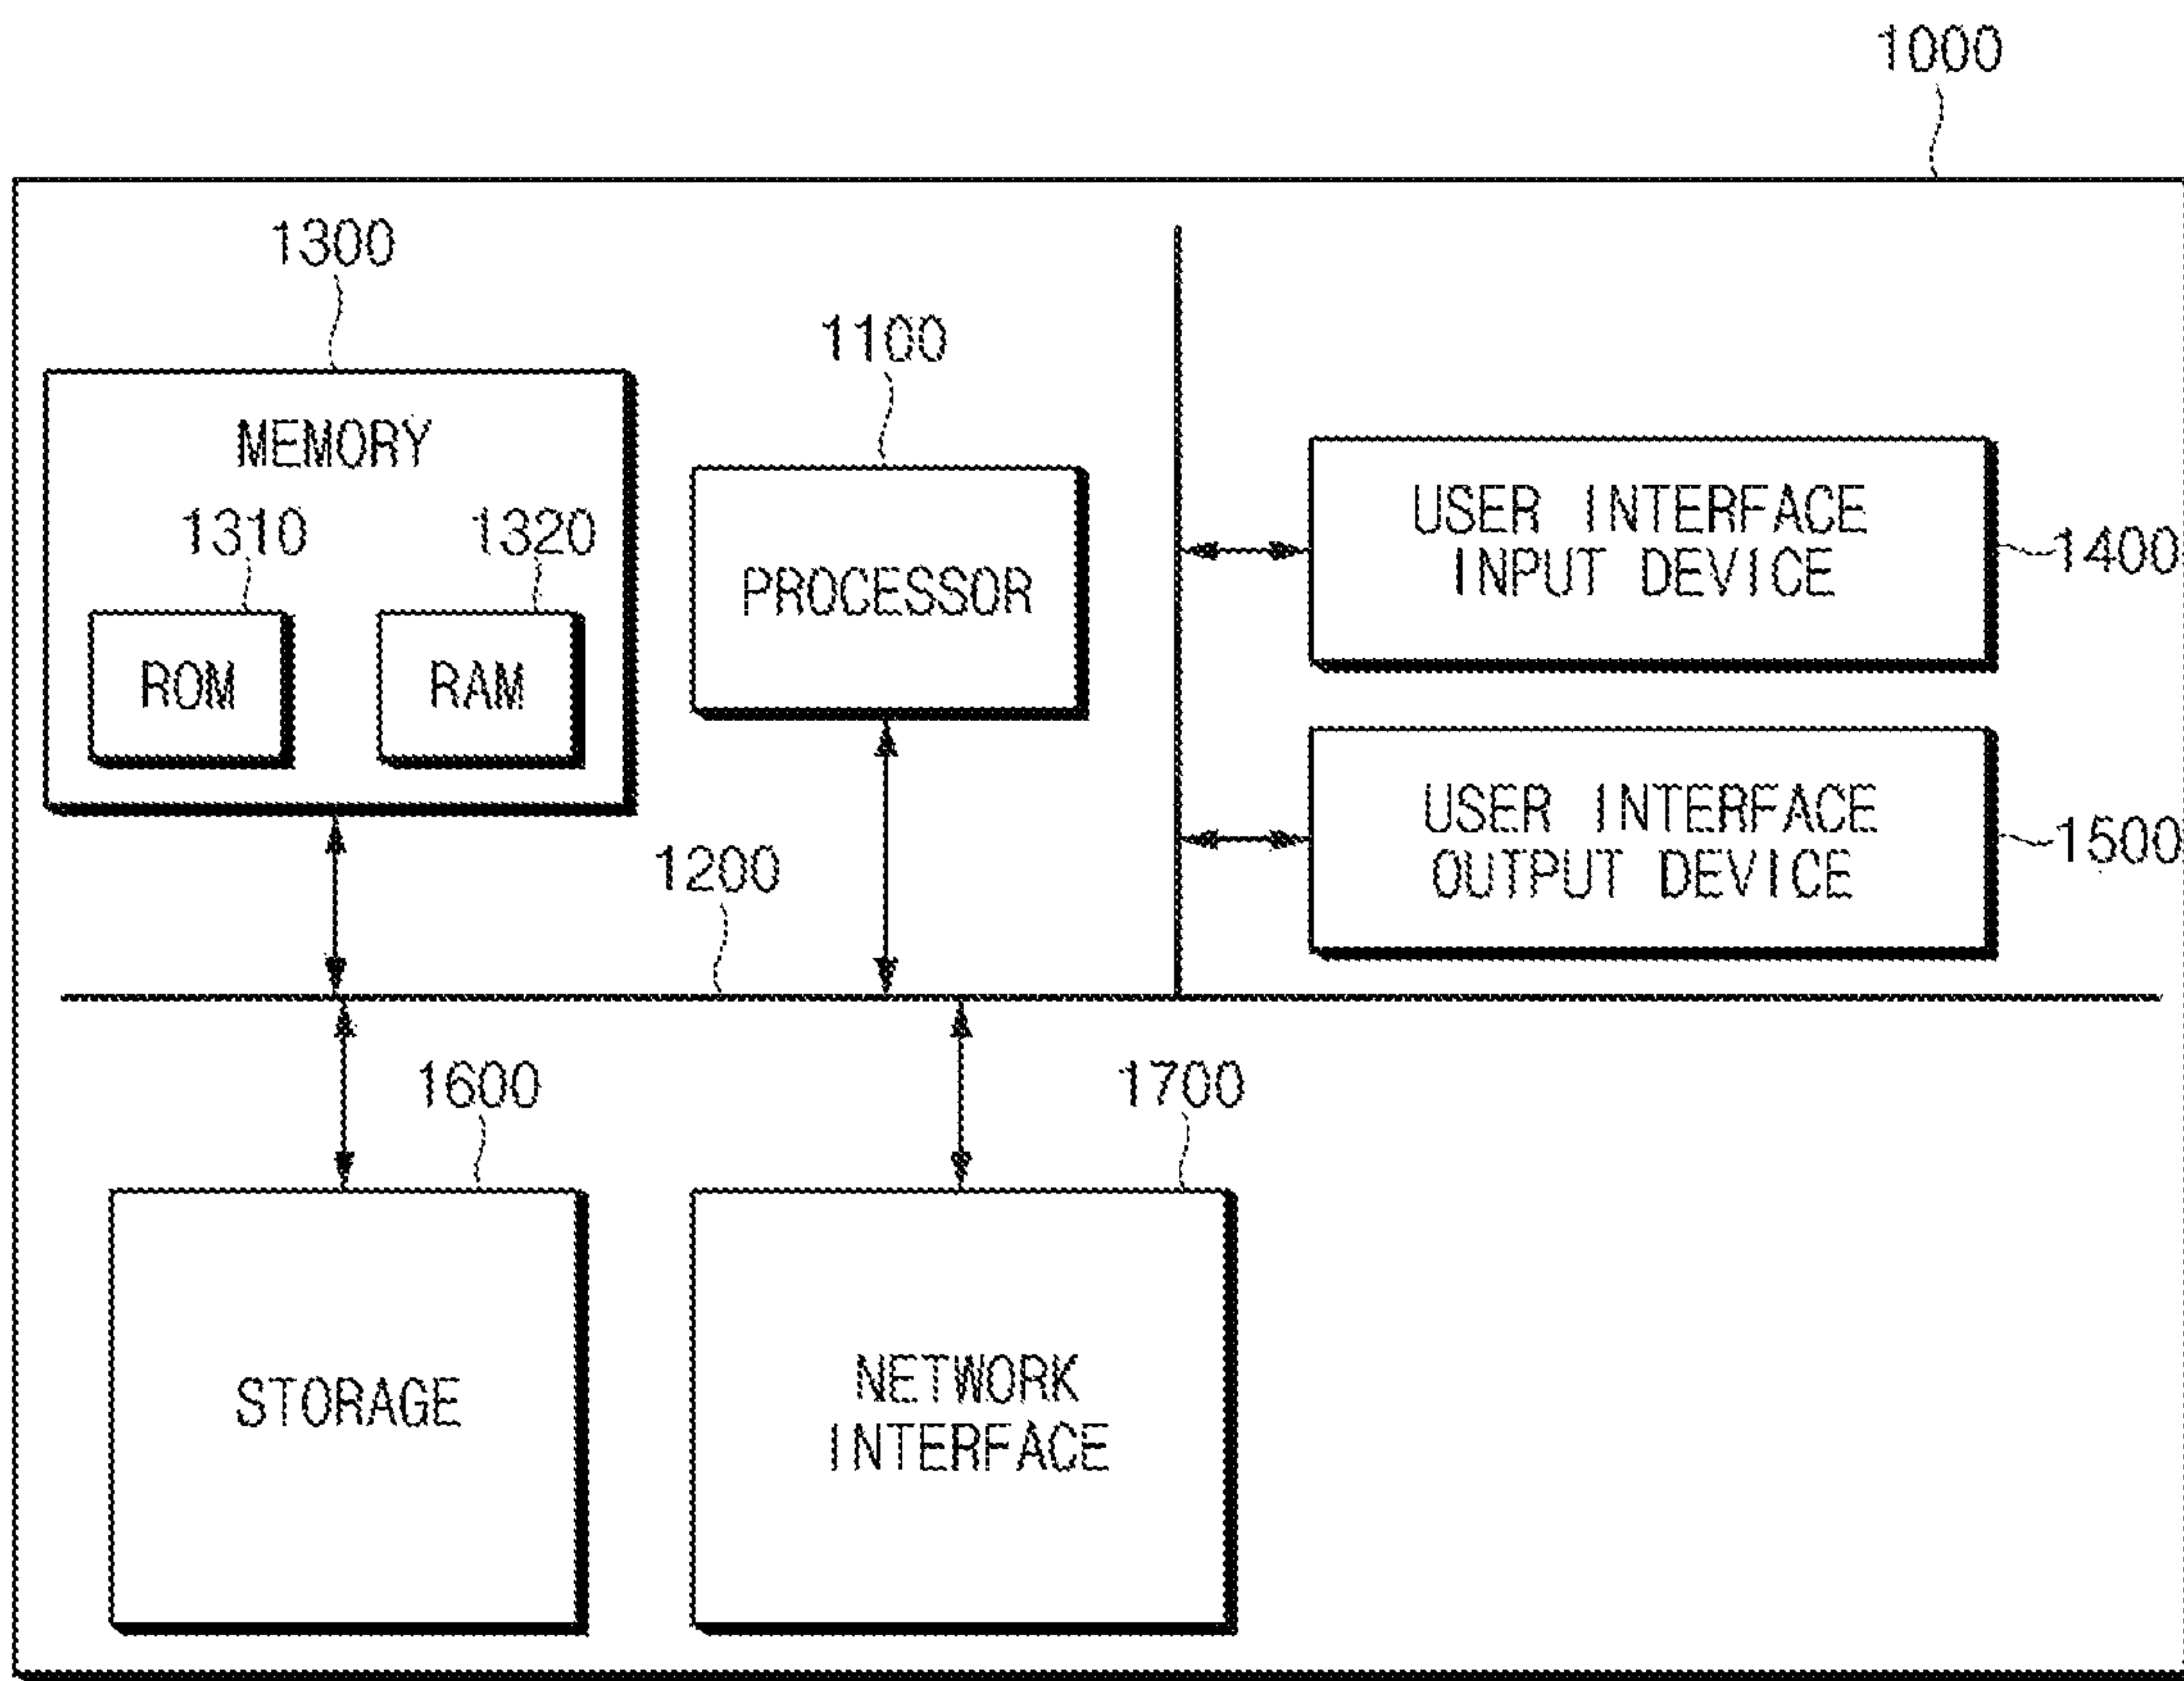 1000
1300
1100
MEMORY
1310
1320
ROM
RAM
PROCESSOR
USER INTERFACE
INPUT DEVICE
1400
USER INTERFACE
OUTPUT DEVICE
1500
1200
1600
1700
STORAGE
NETWORK
INTERFACE